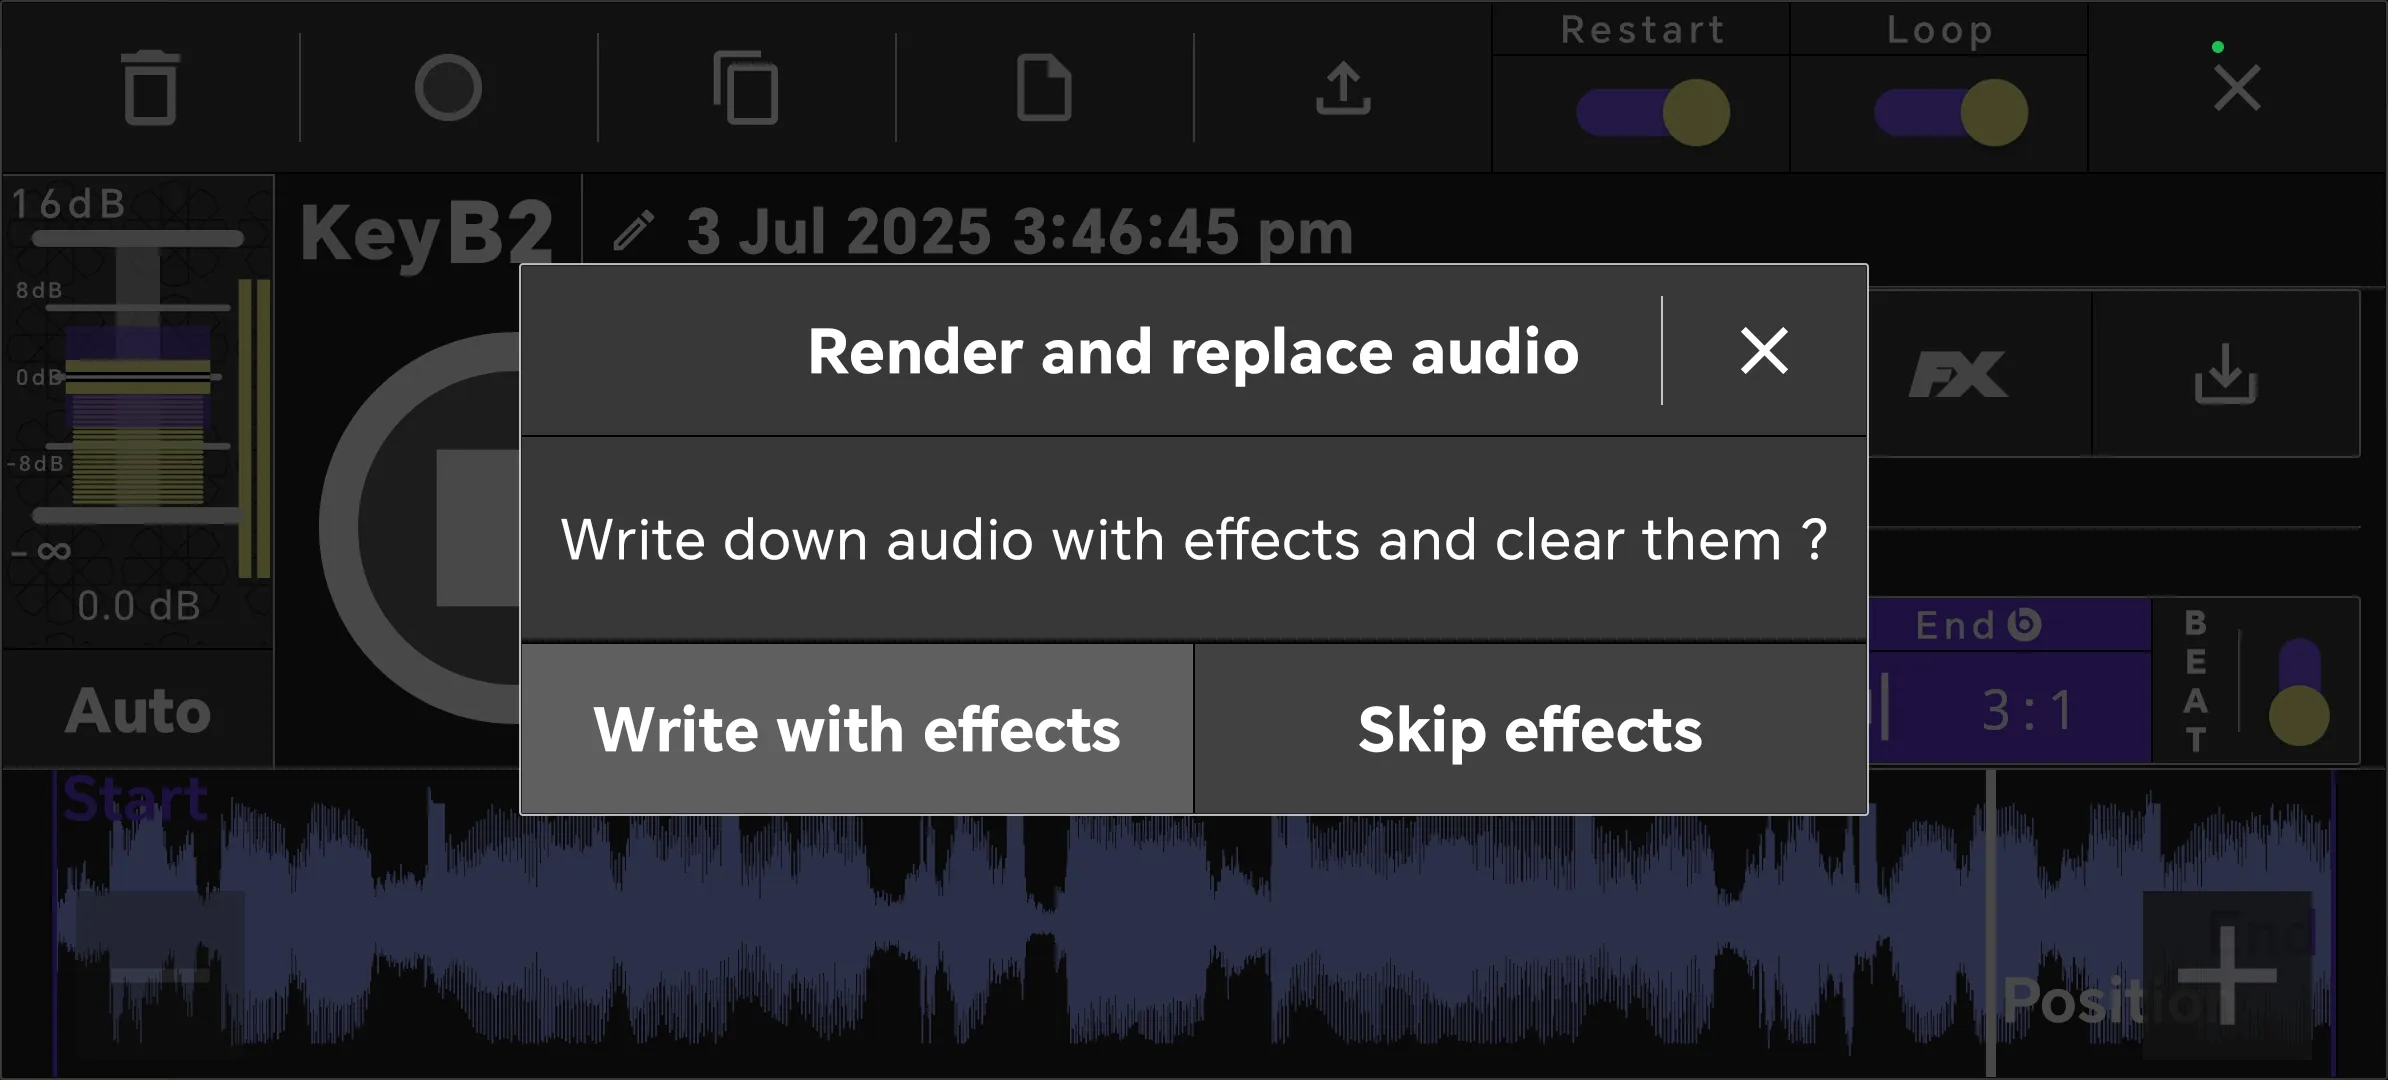 Restart
Loop
16dB
8dB
0dB
-8dB
- ∞
0.0 dB
Auto
KeyB2
3 Jul 2025 3:46:45 pm
Render and replace audio
Write down audio with effects and clear them ?
Write with effects
Skip effects
FX
End
3:1
BEAT
Start
End
Position